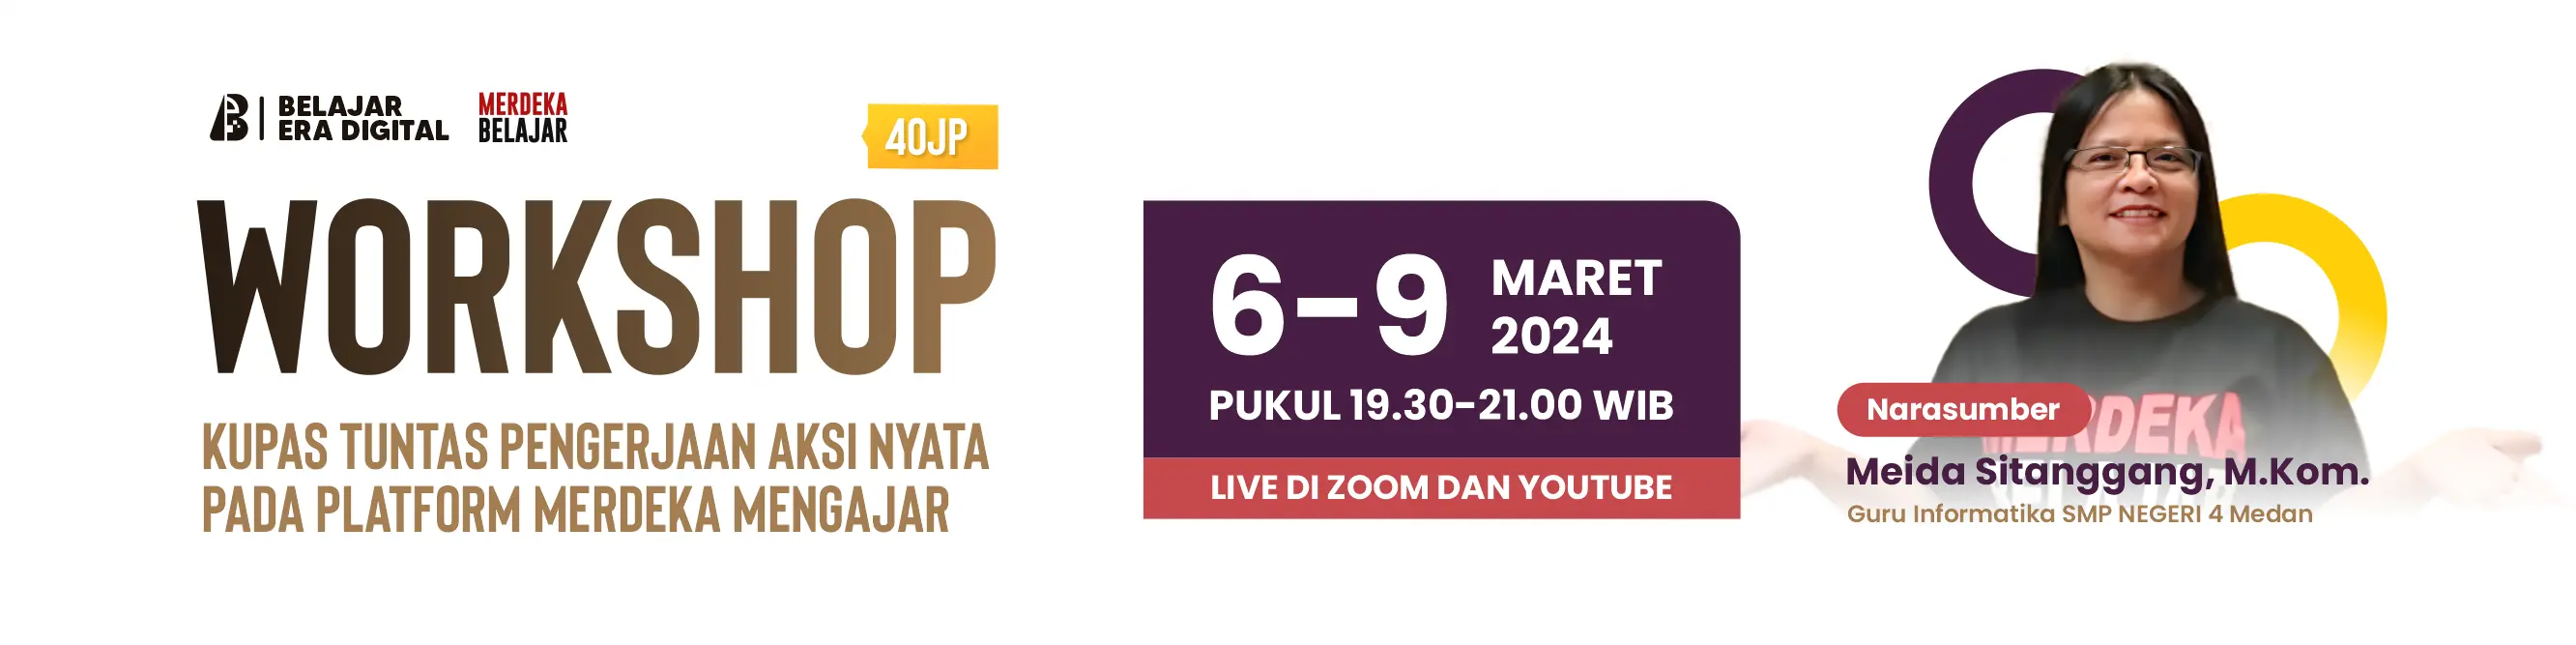 BELAJAR
ERA DIGITAL
MERDEKA
BELAJAR
40JP
WORKSHOP
KUPAS TUNTAS PENGERJAAN AKSI NYATA
PADA PLATFORM MERDEKA MENGAJAR
6-9 MARET
2024
PUKUL 19.30-21.00 WIB
LIVE DI ZOOM DAN YOUTUBE
Narasumber
Meida Sitanggang, M.Kom.
Guru Informatika SMP NEGERI 4 Medan